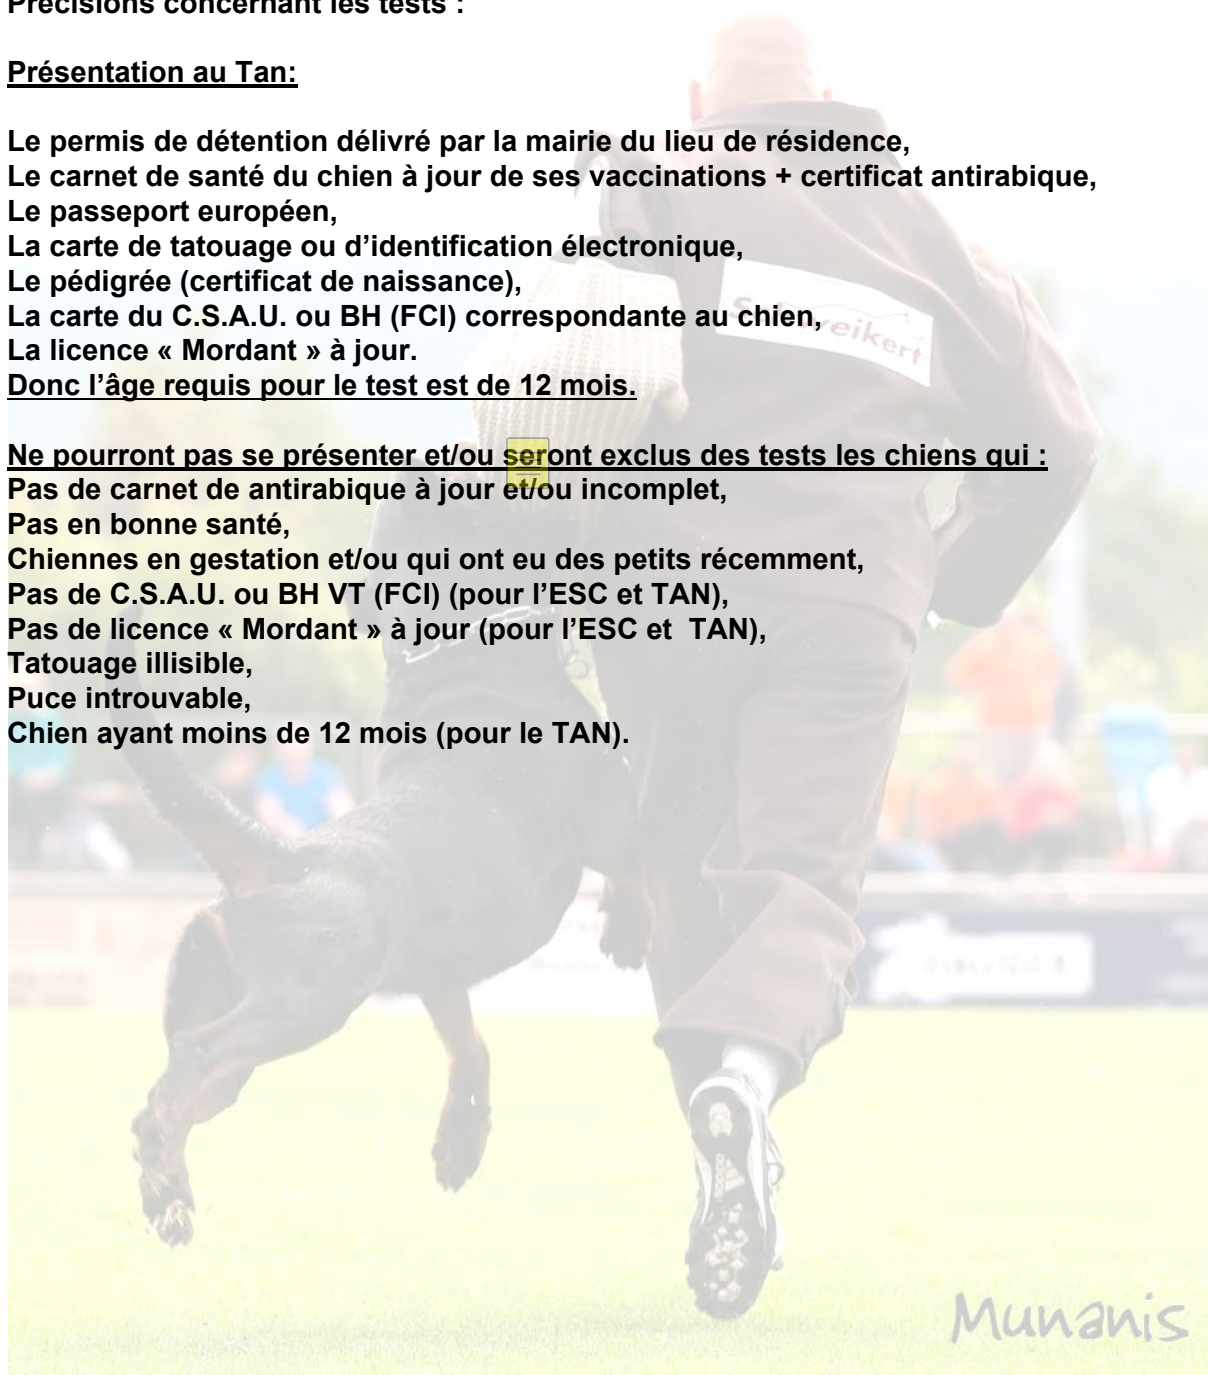 Précisions concernant les tests :
Présentation au Tan:
Le permis de détention délivré par la mairie du lieu de résidence,
Le carnet de santé du chien à jour de ses vaccinations + certificat antirabique,
Le passeport européen,
La carte de tatouage ou d’identification électronique,
Le pédigrée (certificat de naissance),
La carte du C.S.A.U. ou BH (FCI) correspondante au chien,
La licence « Mordant » à jour.
Donc l’âge requis pour le test est de 12 mois.
Ne pourront pas se présenter et/ou seront exclus des tests les chiens qui :
Pas de carnet de antirabique à jour et/ou incomplet,
Pas en bonne santé,
Chiennes en gestation et/ou qui ont eu des petits récemment,
Pas de C.S.A.U. ou BH VT (FCI) (pour l’ESC et TAN),
Pas de licence « Mordant » à jour (pour l’ESC et  TAN),
Tatouage illisible,
Puce introuvable,
Chien ayant moins de 12 mois (pour le TAN).
Schweikert
adidas
Munanis